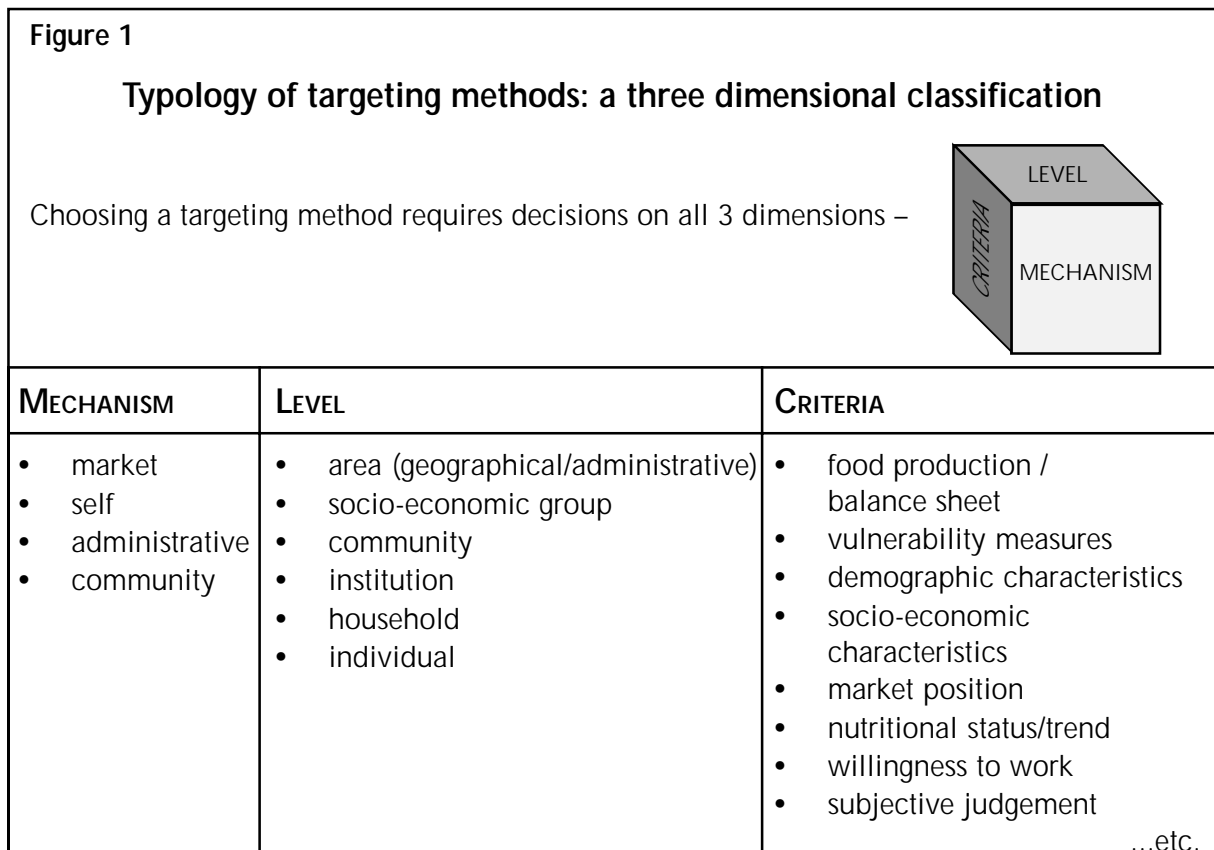 Figure 1
Typology of targeting methods: a three dimensional classification
Choosing a targeting method requires decisions on all 3 dimensions –
LEVEL
CRITERIA
MECHANISM
MECHANISM
• market
• self
• administrative
• community
LEVEL
• area (geographical/administrative)
• socio-economic group
• community
• institution
• household
• individual
CRITERIA
• food production /
balance sheet
• vulnerability measures
• demographic characteristics
• socio-economic
characteristics
• market position
• nutritional status/trend
• willingness to work
• subjective judgement
...etc.